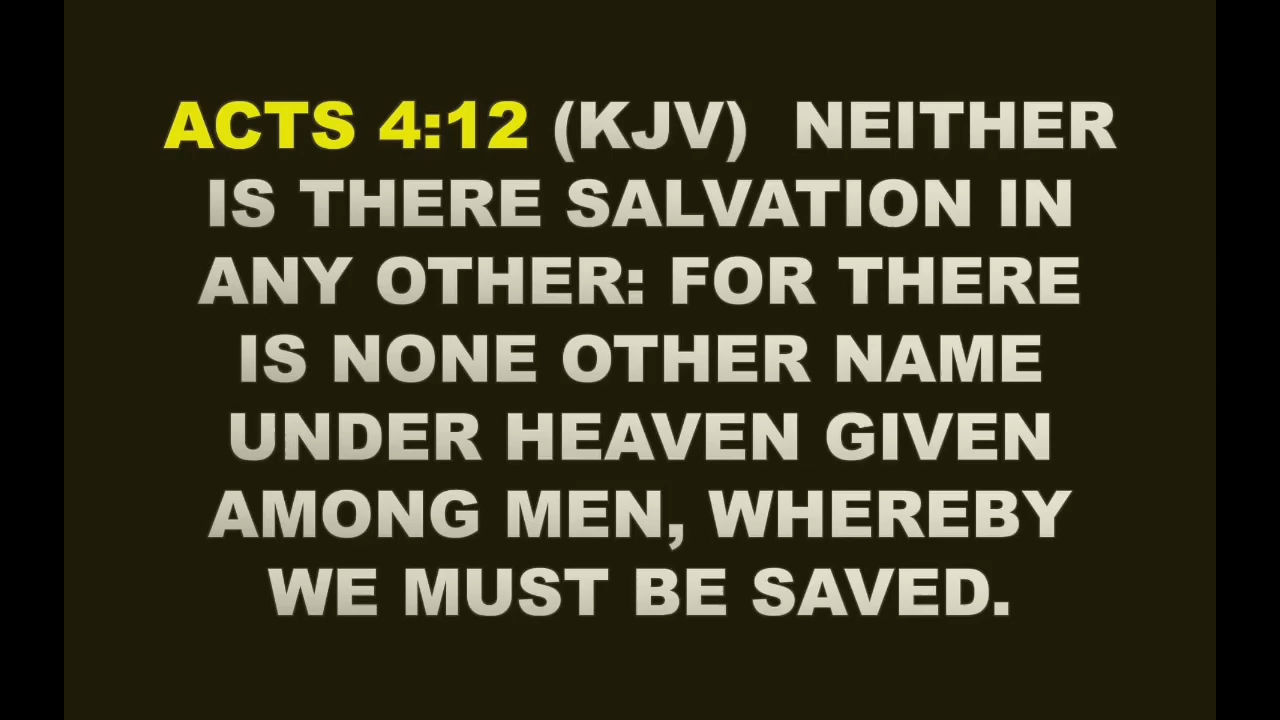 ACTS 4:12 (KJV)  NEITHER
IS THERE SALVATION IN
ANY OTHER: FOR THERE
IS NONE OTHER NAME
UNDER HEAVEN GIVEN
AMONG MEN, WHEREBY
WE MUST BE SAVED.